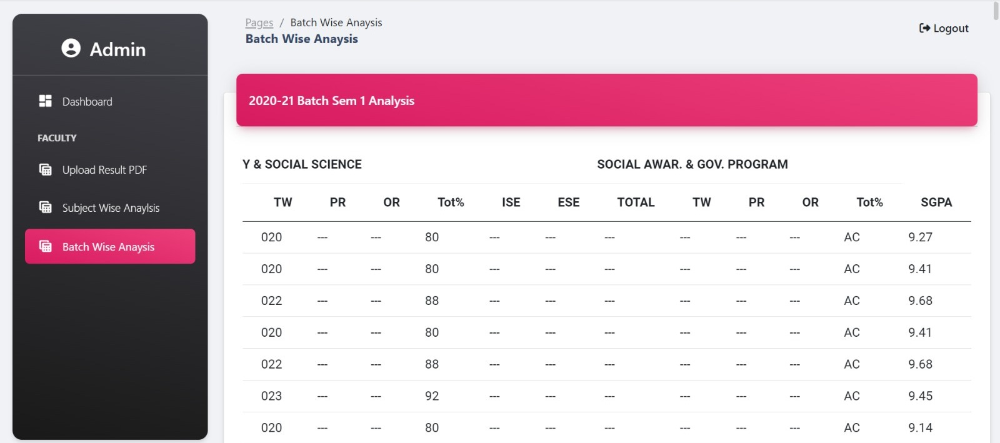 Admin
Dashboard
FACULTY
Upload Result PDF
Subject Wise Anaylsis
Batch Wise Anaysis
Pages / Batch Wise Anaysis
Batch Wise Anaysis
Logout
2020-21 Batch Sem 1 Analysis
Y & SOCIAL SCIENCE SOCIAL AWAR. & GOV. PROGRAM
TW PR OR Tot% ISE ESE TOTAL TW PR OR Tot% SGPA
020 --- --- 80 --- --- --- --- --- --- AC 9.27
020 --- --- 80 --- --- --- --- --- --- AC 9.41
022 --- --- 88 --- --- --- --- --- --- AC 9.68
020 --- --- 80 --- --- --- --- --- --- AC 9.41
022 --- --- 88 --- --- --- --- --- --- AC 9.68
023 --- --- 92 --- --- --- --- --- --- AC 9.45
020 --- --- 80 --- --- --- --- --- --- AC 9.14